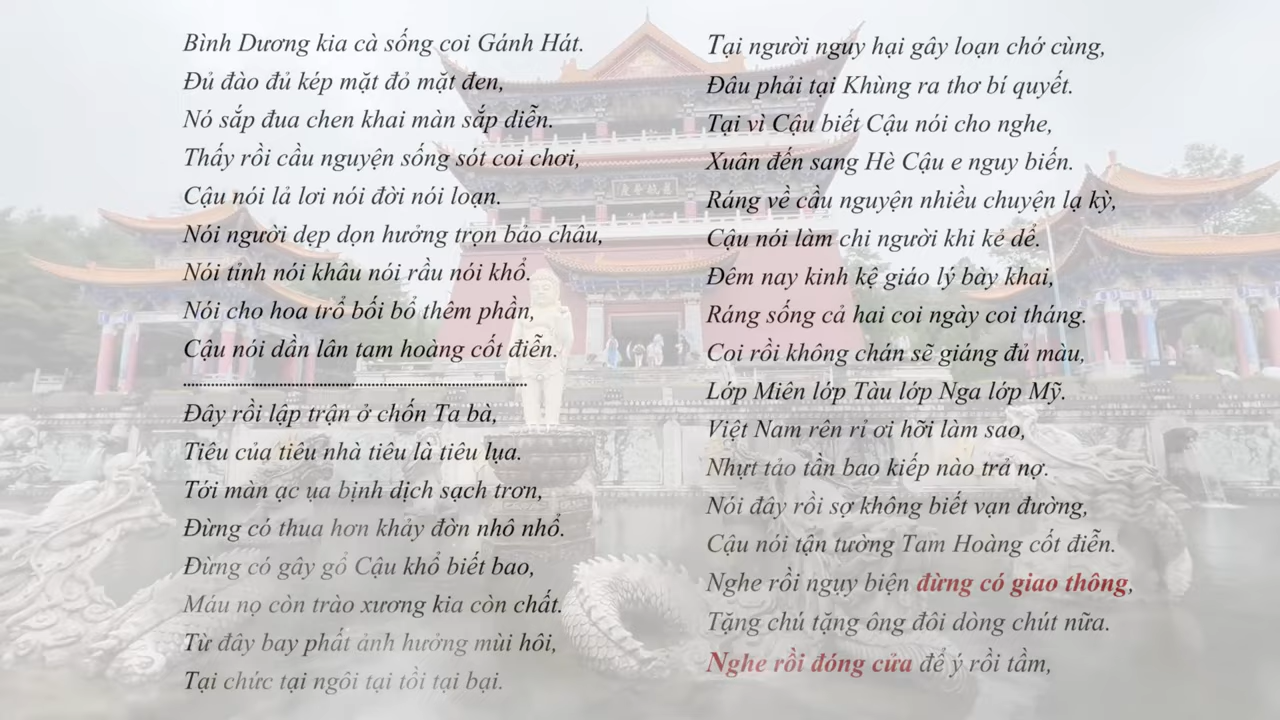 Bình Dương kia cà sống coi Gánh Hát.
Đủ đào đủ kép mặt đỏ mặt đen,
Nó sắp đua chen khai màn sắp diễn.
Thấy rồi cầu nguyện sống sót coi chơi,
Cậu nói lả lơi nói đời nói loạn.
Nói người dẹp dọn hưởng trọn bảo châu,
Nói tỉnh nói khâu nói rầu nói khổ.
Nói cho hoa trổ bối bổ thêm phần,
Cậu nói dần lân tam hoàng cốt điễn.
Đây rồi lập trận ở chốn Ta bà,
Tiêu của tiêu nhà tiêu là tiêu lụa.
Tới màn ạc ụa bịnh dịch sạch trơn,
Đừng có thua hơn khảy đờn nhô nhổ.
Đừng có gây gổ Cậu khổ biết bao,
Máu nọ còn trào xương kia còn chất.
Từ đây bay phất ảnh hưởng mùi hôi,
Tại chức tại ngôi tại tồi tại bại.
Tại người nguy hại gây loạn chớ cùng,
Đâu phải tại Khùng ra thơ bí quyết.
Tại vì Cậu biết Cậu nói cho nghe,
Xuân đến sang Hè Cậu e nguy biến.
Ráng về cầu nguyện nhiều chuyện lạ kỳ,
Cậu nói làm chi người khi kẻ dể.
Đêm nay kinh kệ giáo lý bày khai,
Ráng sống cả hai coi ngày coi tháng.
Coi rồi không chán sẽ giáng đủ màu,
Lớp Miên lớp Tàu lớp Nga lớp Mỹ.
Việt Nam rên rỉ ơi hỡi làm sao,
Nhựt tảo tần bao kiếp nào trả nợ.
Nói đây rồi sợ không biết vạn đường,
Cậu nói tận tường Tam Hoàng cốt điễn.
Nghe rồi ngụy biện đừng có giao thông,
Tặng chú tặng ông đôi dòng chút nữa.
Nghe rồi đóng cửa để ý rồi tầm,